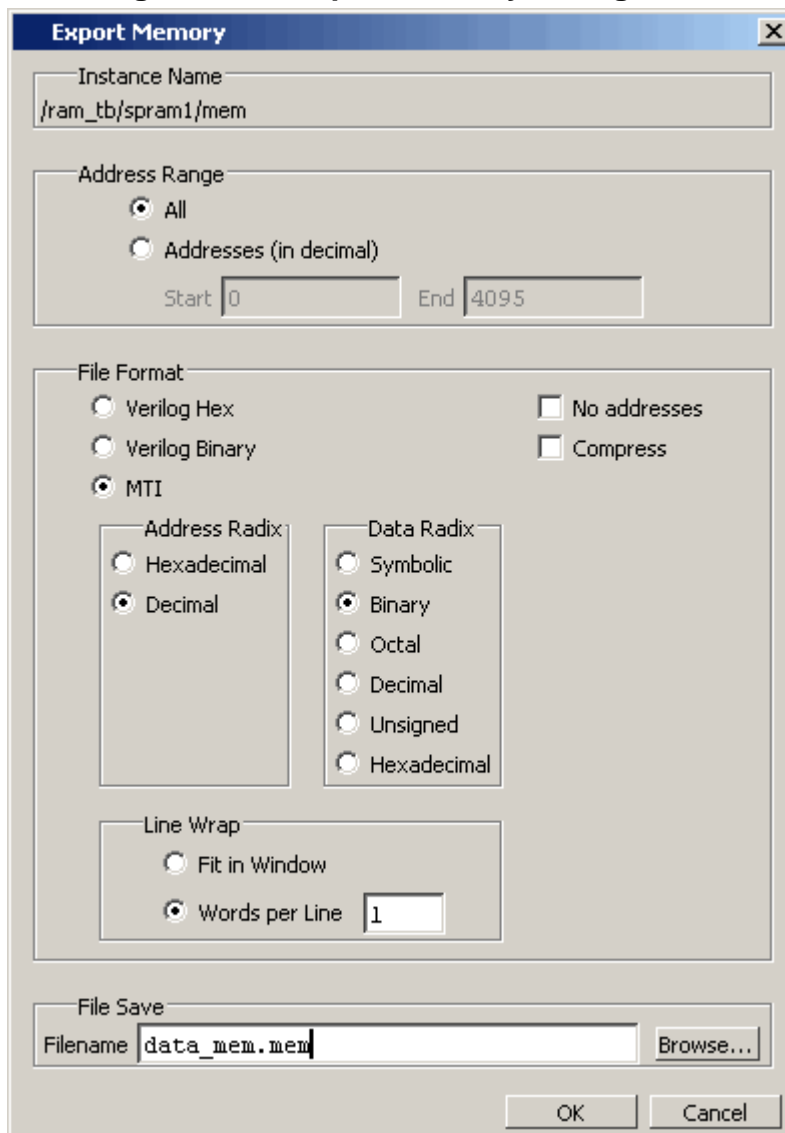 Export Memory
Instance Name
/ram_tb/spram1/mem
Address Range
All
Addresses (in decimal)
Start 0 End 4095
File Format
Verilog Hex No addresses
Verilog Binary Compress
MTI
Address Radix Data Radix
Hexadecimal Symbolic
Decimal Binary
Octal
Decimal
Unsigned
Hexadecimal
Line Wrap
Fit in Window
Words per Line 1
File Save
Filename data_mem.mem Browse...
OK Cancel